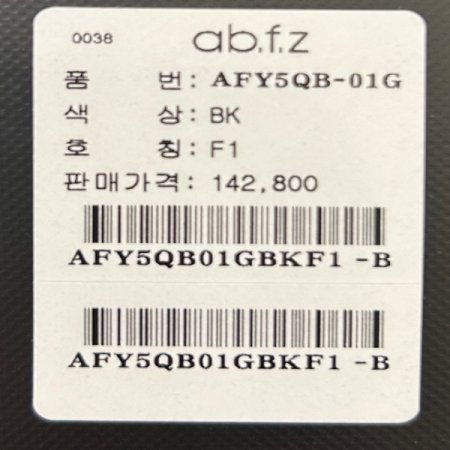 0038 ab.f.z
품 번: AFY5QB-01G
색 상: BK
호 칭: F1
판매가격: 142,800
AFY5QB01GBKF1 -B
AFY5QB01GBKF1 -B